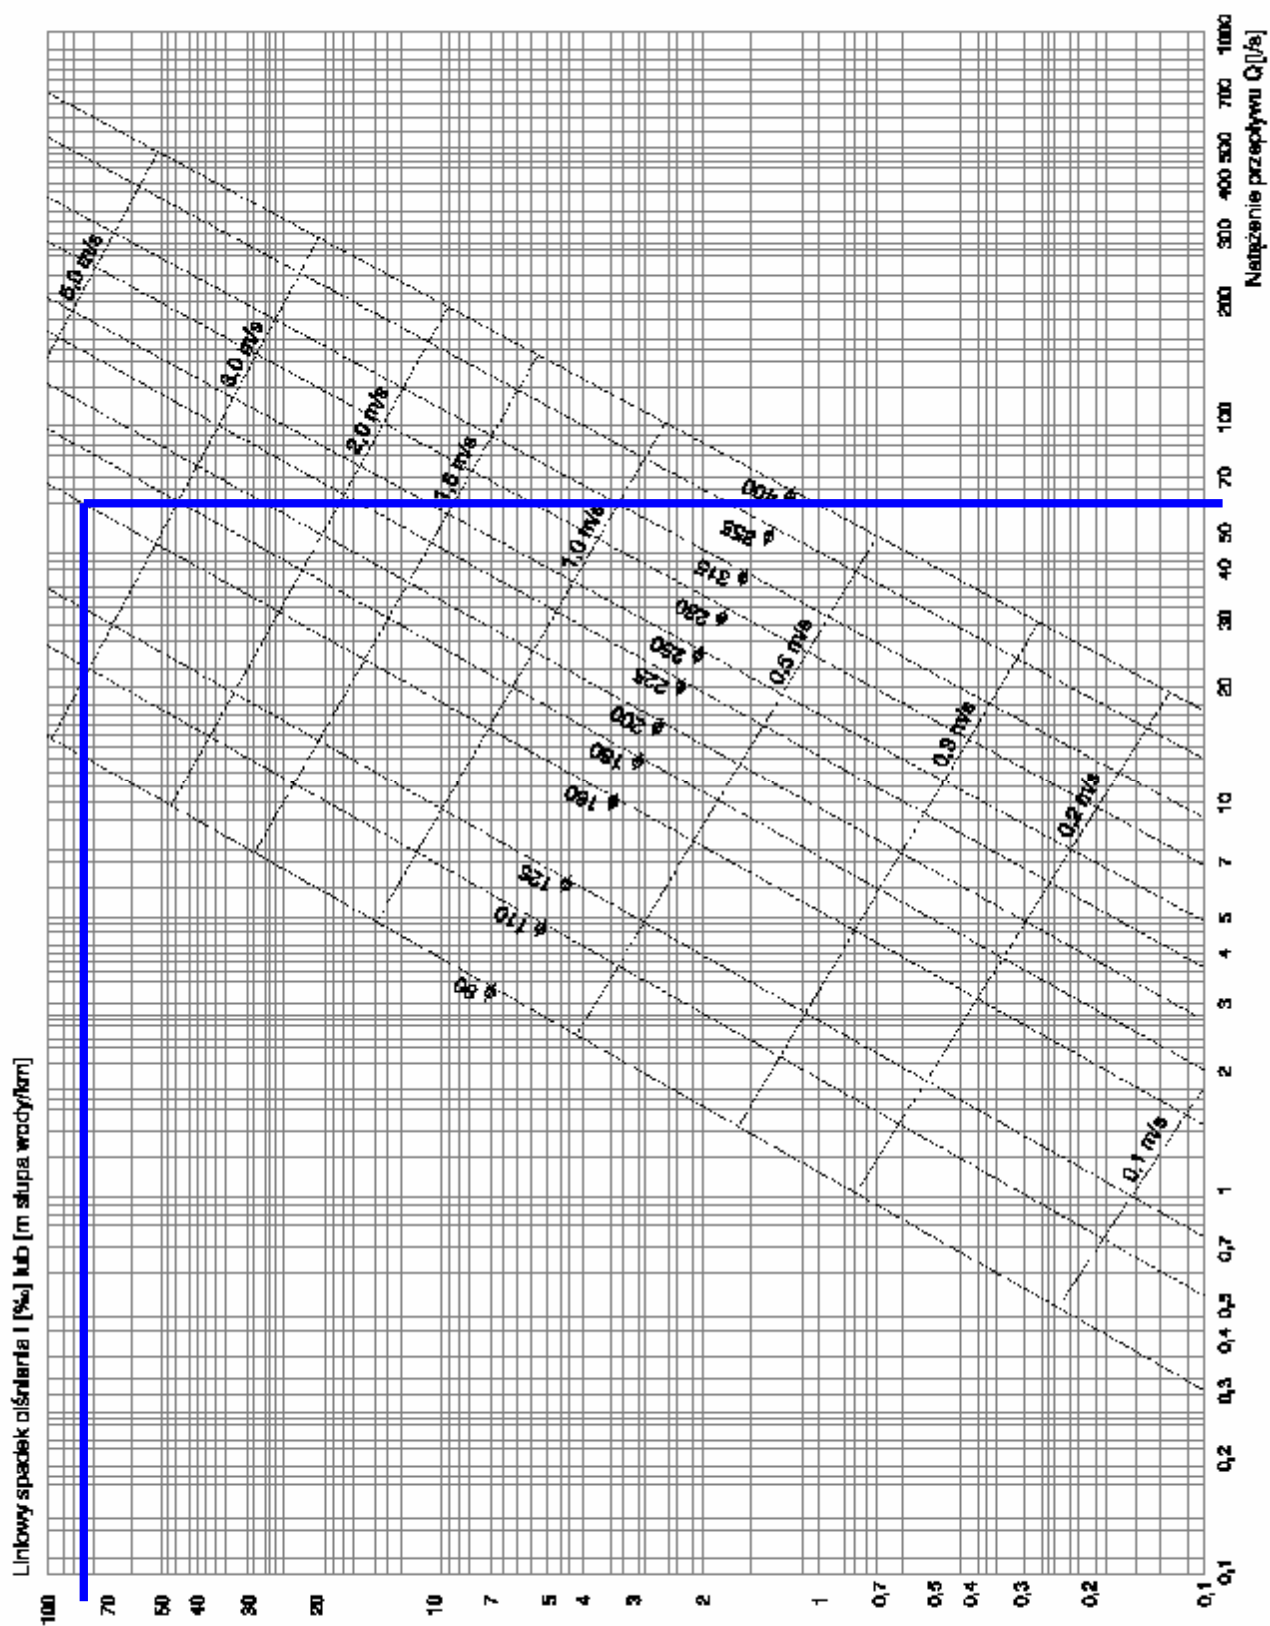 Liniowy spadek ciśnienia I [‰] lub [m słupa wody/km]
100
70
50
40
30
20
10
7
5
4
3
2
1
0,7
0,5
0,4
0,3
0,2
0,1
Natężenie przepływu Q[l/s]
1000
700
500
400
300
200
100
70
50
40
30
20
10
7
5
4
3
2
1
0,7
0,5
0,4
0,3
0,2
0,1
5,0 m/s
3,0 m/s
2,0 m/s
1,5 m/s
1,0 m/s
0,5 m/s
0,3 m/s
0,2 m/s
0,1 m/s
ϕ 400
ϕ 355
ϕ 315
ϕ 280
ϕ 250
ϕ 225
ϕ 200
ϕ 180
ϕ 160
ϕ 125
ϕ 110